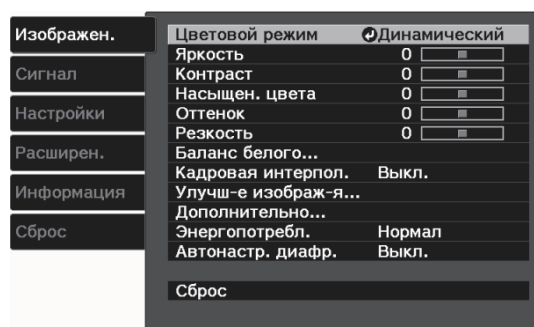 Изображен.
Сигнал
Настройки
Расширен.
Информация
Сброс
Цветовой режим Динамический
Яркость 0
Контраст 0
Насыщен. цвета 0
Оттенок 0
Резкость 0
Баланс белого...
Кадровая интерпол. Выкл.
Улучш-е изображ-я...
Дополнительно...
Энергопотребл. Нормал
Автонастр. диафр. Выкл.
Сброс